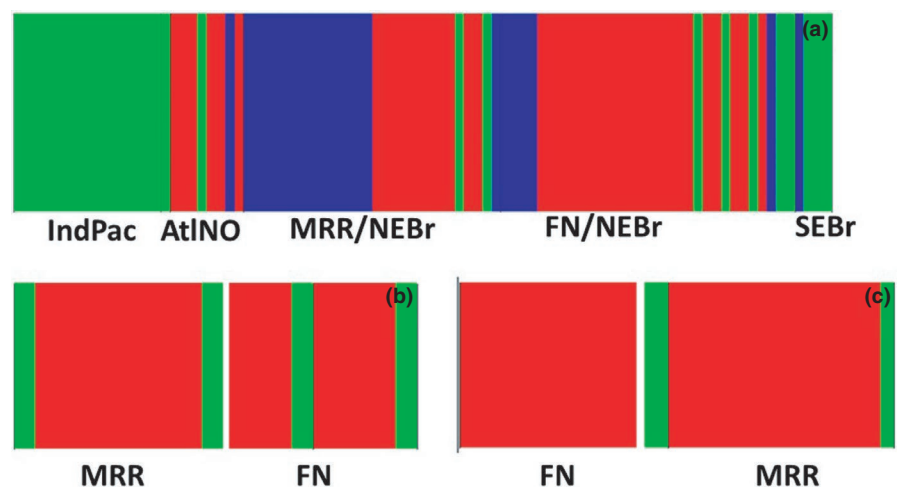 (a)
IndPac AtlNO MRR/NEBr FN/NEBr SEBr
(b) (c)
MRR FN FN MRR